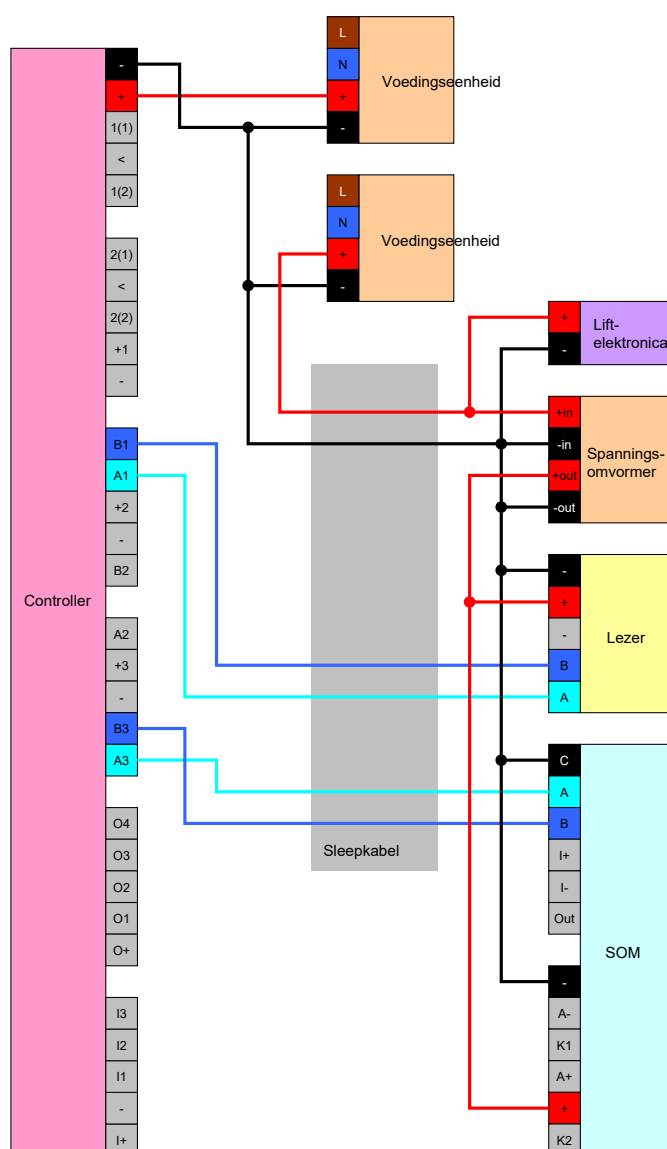 Controller
-
+
1(1)
<
1(2)
2(1)
<
2(2)
+1
-
B1
A1
+2
-
B2
A2
+3
-
B3
A3
O4
O3
O2
O1
O+
I3
I2
I1
-
I+
L
N
+
-
Voedingseenheid
L
N
+
-
Voedingseenheid
Sleepkabel
+
-
Lift-
elektronica
+in
-in
+out
-out
Spannings-
omvormer
-
+
-
B
A
Lezer
C
A
B
I+
I-
Out
-
A-
K1
A+
+
K2
SOM